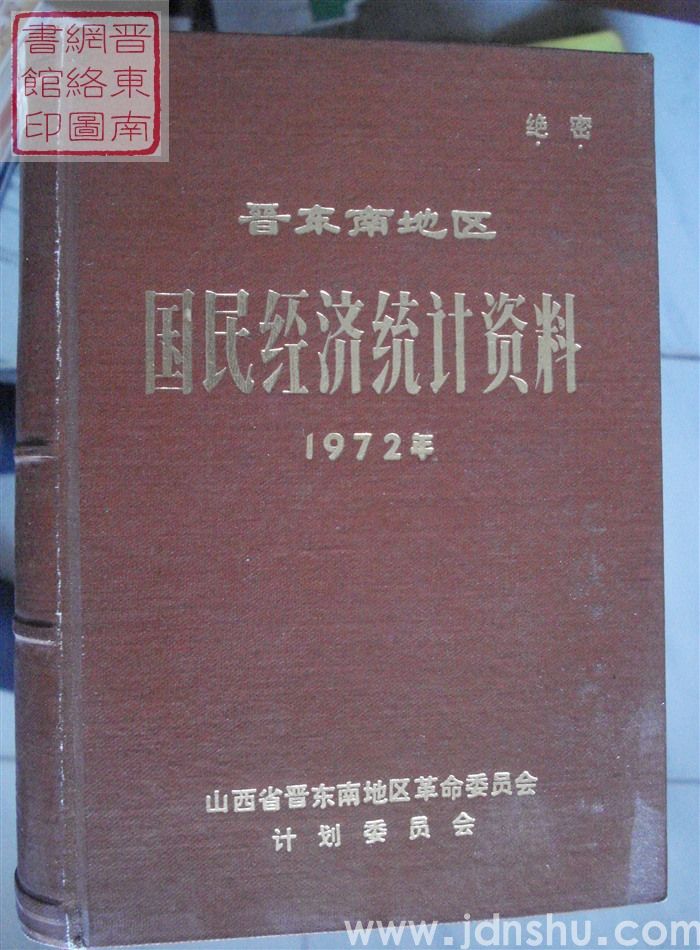 晋東南
網絡圖
書館印
绝密
晋东南地区
国民经济统计资料
1972年
山西省晋东南地区革命委员会
计划委员会
www.jdnshu.com